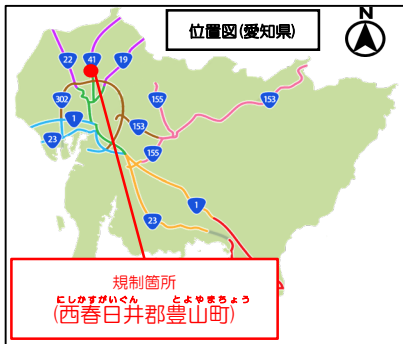 位置図(愛知県)
N
22
41
19
302
1
23
155
153
153
155
1
23
規制箇所
にしかすがいぐん とよやまちょう
(西春日井郡豊山町)